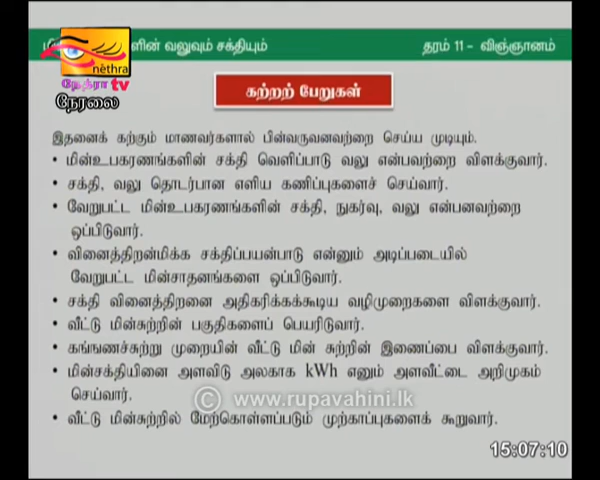 ளின் வலுவும் சக்தியும்
தரம் 11 - விஞ்ஞானம்
nethra
நேத்ரா tv
நேரலை
கற்றற் பேறுகள்
இதனைக் கற்கும் மாணவர்களால் பின்வருவனவற்றை செய்ய முடியும்.
• மின்உபகரணங்களின் சக்தி வெளிப்பாடு வலு என்பவற்றை விளக்குவார்.
• சக்தி, வலு தொடர்பான எளிய கணிப்புகளைச் செய்வார்.
• வேறுபட்ட மின்உபகரணங்களின் சக்தி, நுகர்வு, வலு என்பனவற்றை
ஒப்பிடுவார்.
• வினைத்திறன்மிக்க சக்திப்பயன்பாடு என்னும் அடிப்படையில்
வேறுபட்ட மின்சாதனங்களை ஒப்பிடுவார்.
• சக்தி வினைத்திறனை அதிகரிக்கக்கூடிய வழிமுறைகளை விளக்குவார்.
• வீட்டு மின்சுற்றின் பகுதிகளைப் பெயரிடுவார்.
• கங்ஙணச்சுற்று முறையின் வீட்டு மின் சுற்றின் இணைப்பை விளக்குவார்.
• மின்சக்தியினை அளவிடு அலகாக kWh எனும் அளவீட்டை அறிமுகம்
செய்வார்.
© www.rupavahini.lk
• வீட்டு மின்சுற்றில் மேற்கொள்ளப்படும் முற்காப்புகளைக் கூறுவார்.
15:07:10